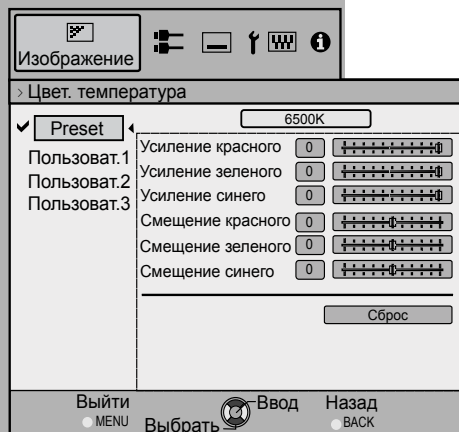 Изображение
> Цвет. температура
Preset
6500K
Пользоват.1
Пользоват.2
Пользоват.3
Усиление красного 0
Усиление зеленого 0
Усиление синего 0
Смещение красного 0
Смещение зеленого 0
Смещение синего 0
Сброс
Выйти
MENU
Выбрать
Ввод
Назад
BACK